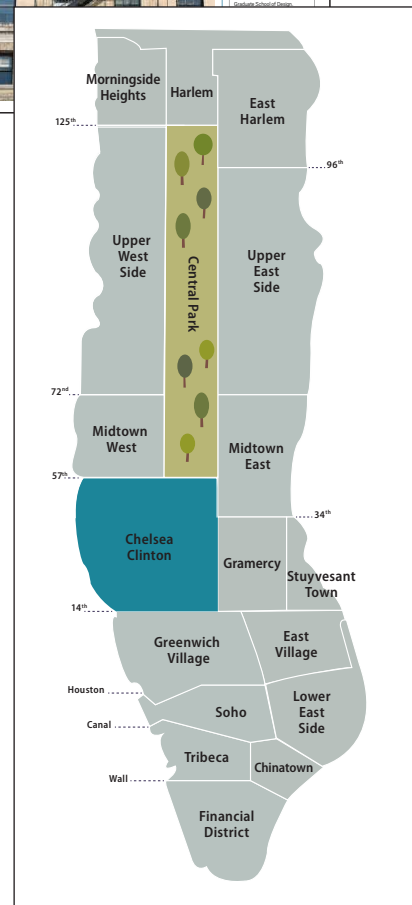 Graduate School of Design
Morningside
Heights
Harlem
East
Harlem
125th
96th
Upper
West
Side
Central Park
Upper
East
Side
72nd
Midtown
West
Midtown
East
57th
34th
Chelsea
Clinton
Gramercy
Stuyvesant
Town
14th
Greenwich
Village
East
Village
Houston
Soho
Lower
East
Side
Canal
Tribeca
Chinatown
Wall
Financial
District